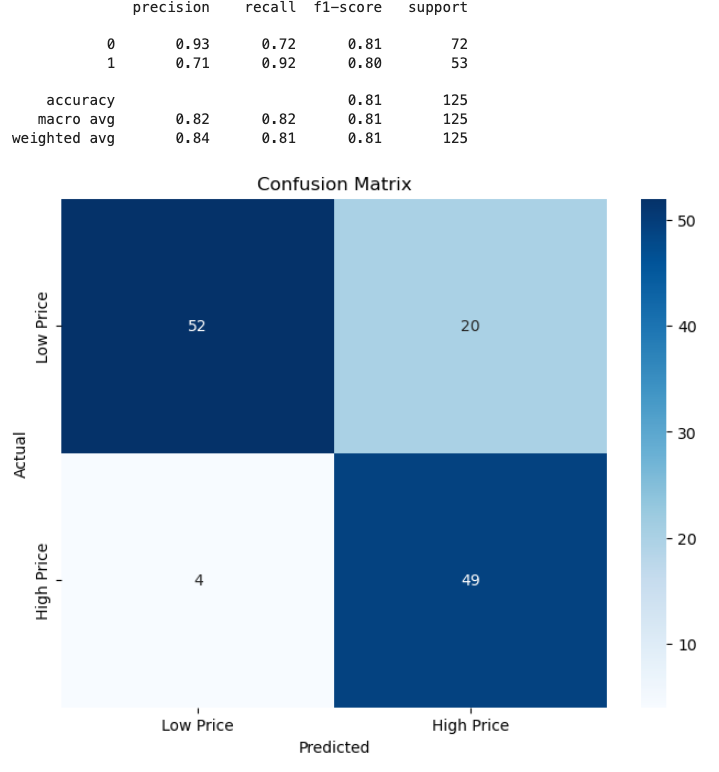 precision recall f1-score support
0 0.93 0.72 0.81 72
1 0.71 0.92 0.80 53
accuracy 0.81 125
macro avg 0.82 0.82 0.81 125
weighted avg 0.84 0.81 0.81 125
Confusion Matrix
50
Low Price
52
20
40
30
Actual
High Price
4
49
20
10
Low Price
High Price
Predicted